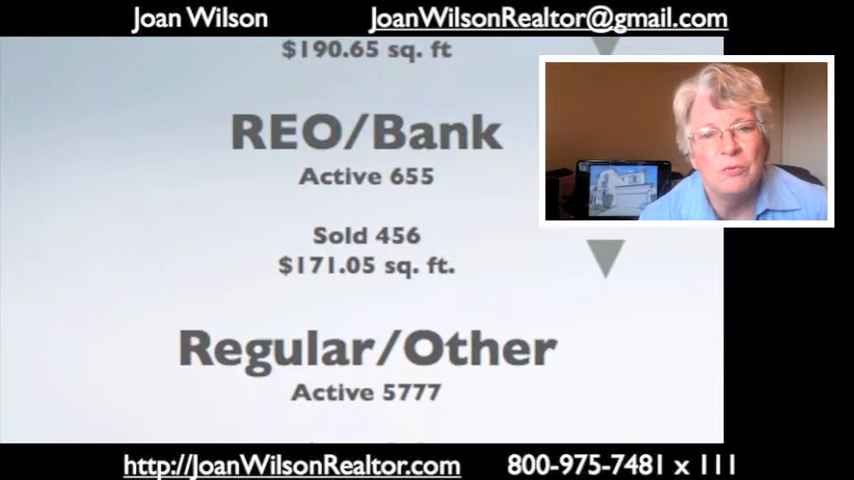 Joan Wilson JoanWilsonRealtor@gmail.com
$190.65 sq. ft
REO/Bank
Active 655
Sold 456
$171.05 sq. ft.
Regular/Other
Active 5777
http://JoanWilsonRealtor.com 800-975-7481 x 111